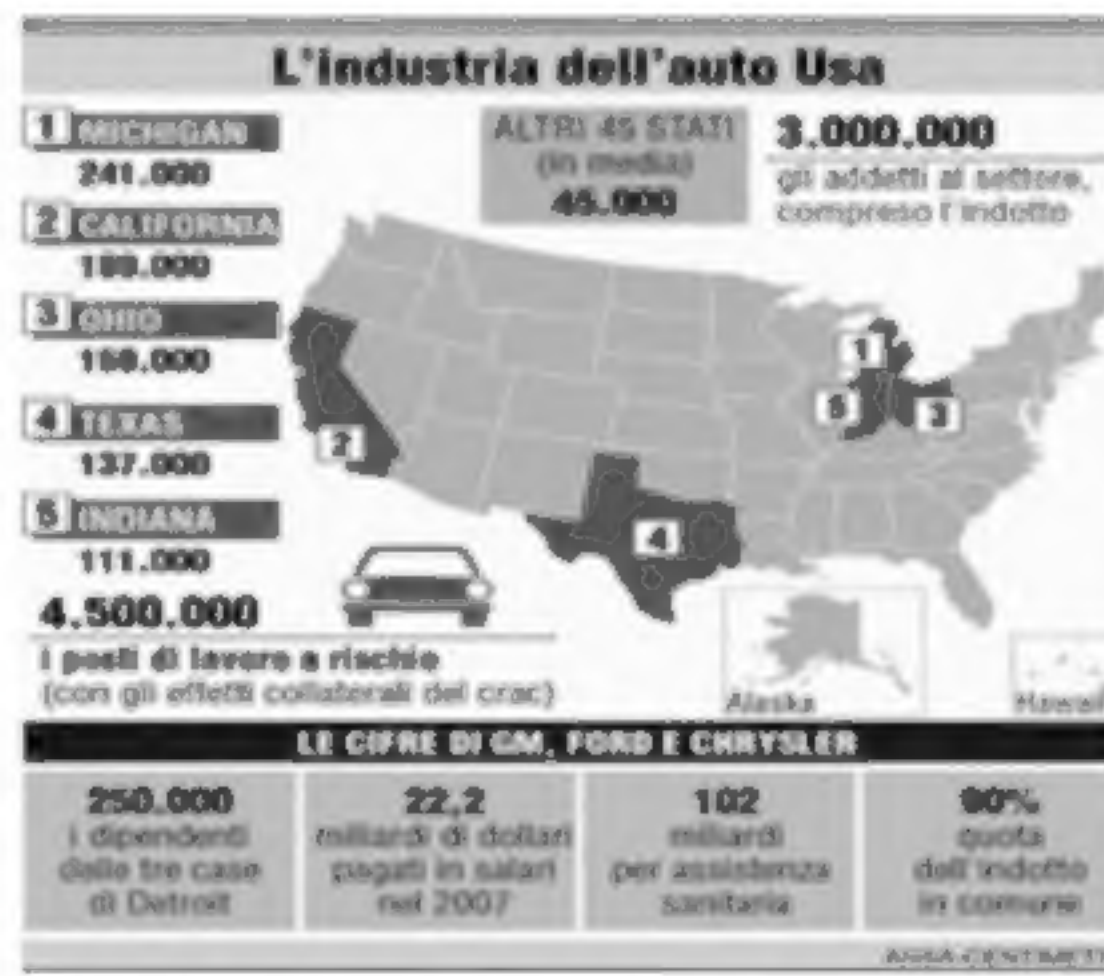 L'industria dell'auto Usa
1 MICHIGAN
241.000
2 CALIFORNIA
3 OHIO
4 TEXAS
137.000
5 INDIANA
111.000
ALTRI 45 STATI
(in media)
45.000
3.000.000
gli addetti al settore,
compreso l'indotto
1
5
3
2
4
4.500.000
i posti di lavoro a rischio
(con gli effetti collaterali del crac)
Alaska
Hawaii
LE CIFRE DI GM, FORD E CHRYSLER
250.000
i dipendenti
delle tre case
di Detroit
22,2
miliardi di dollari
pagati in salari
nel 2007
102
miliardi
per assistenza
sanitaria
quota
dell'indotto
in comune
ANSA-CENTIMETRI